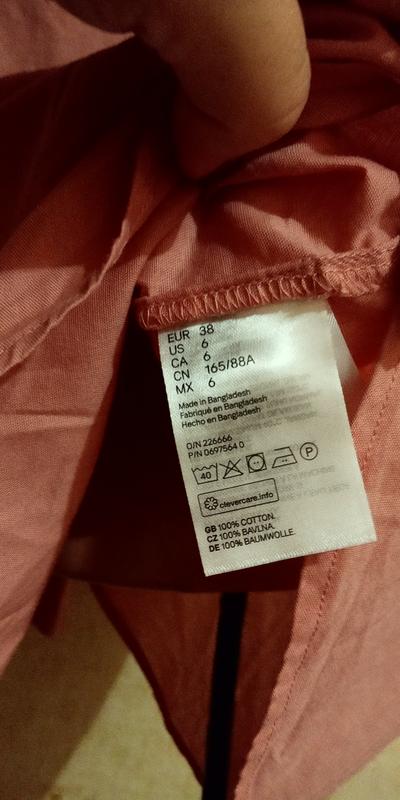 EUR 38
US 6
CA 6
CN 165/88A
MX 6
Made in Bangladesh
Fabriqué en Bangladesh
Hecho en Bangladesh
O/N 226666
P/N 0697564 0
40 P
clevercare.info
GB 100% COTTON.
CZ 100% BAVLNA.
DE 100% BAUMWOLLE.